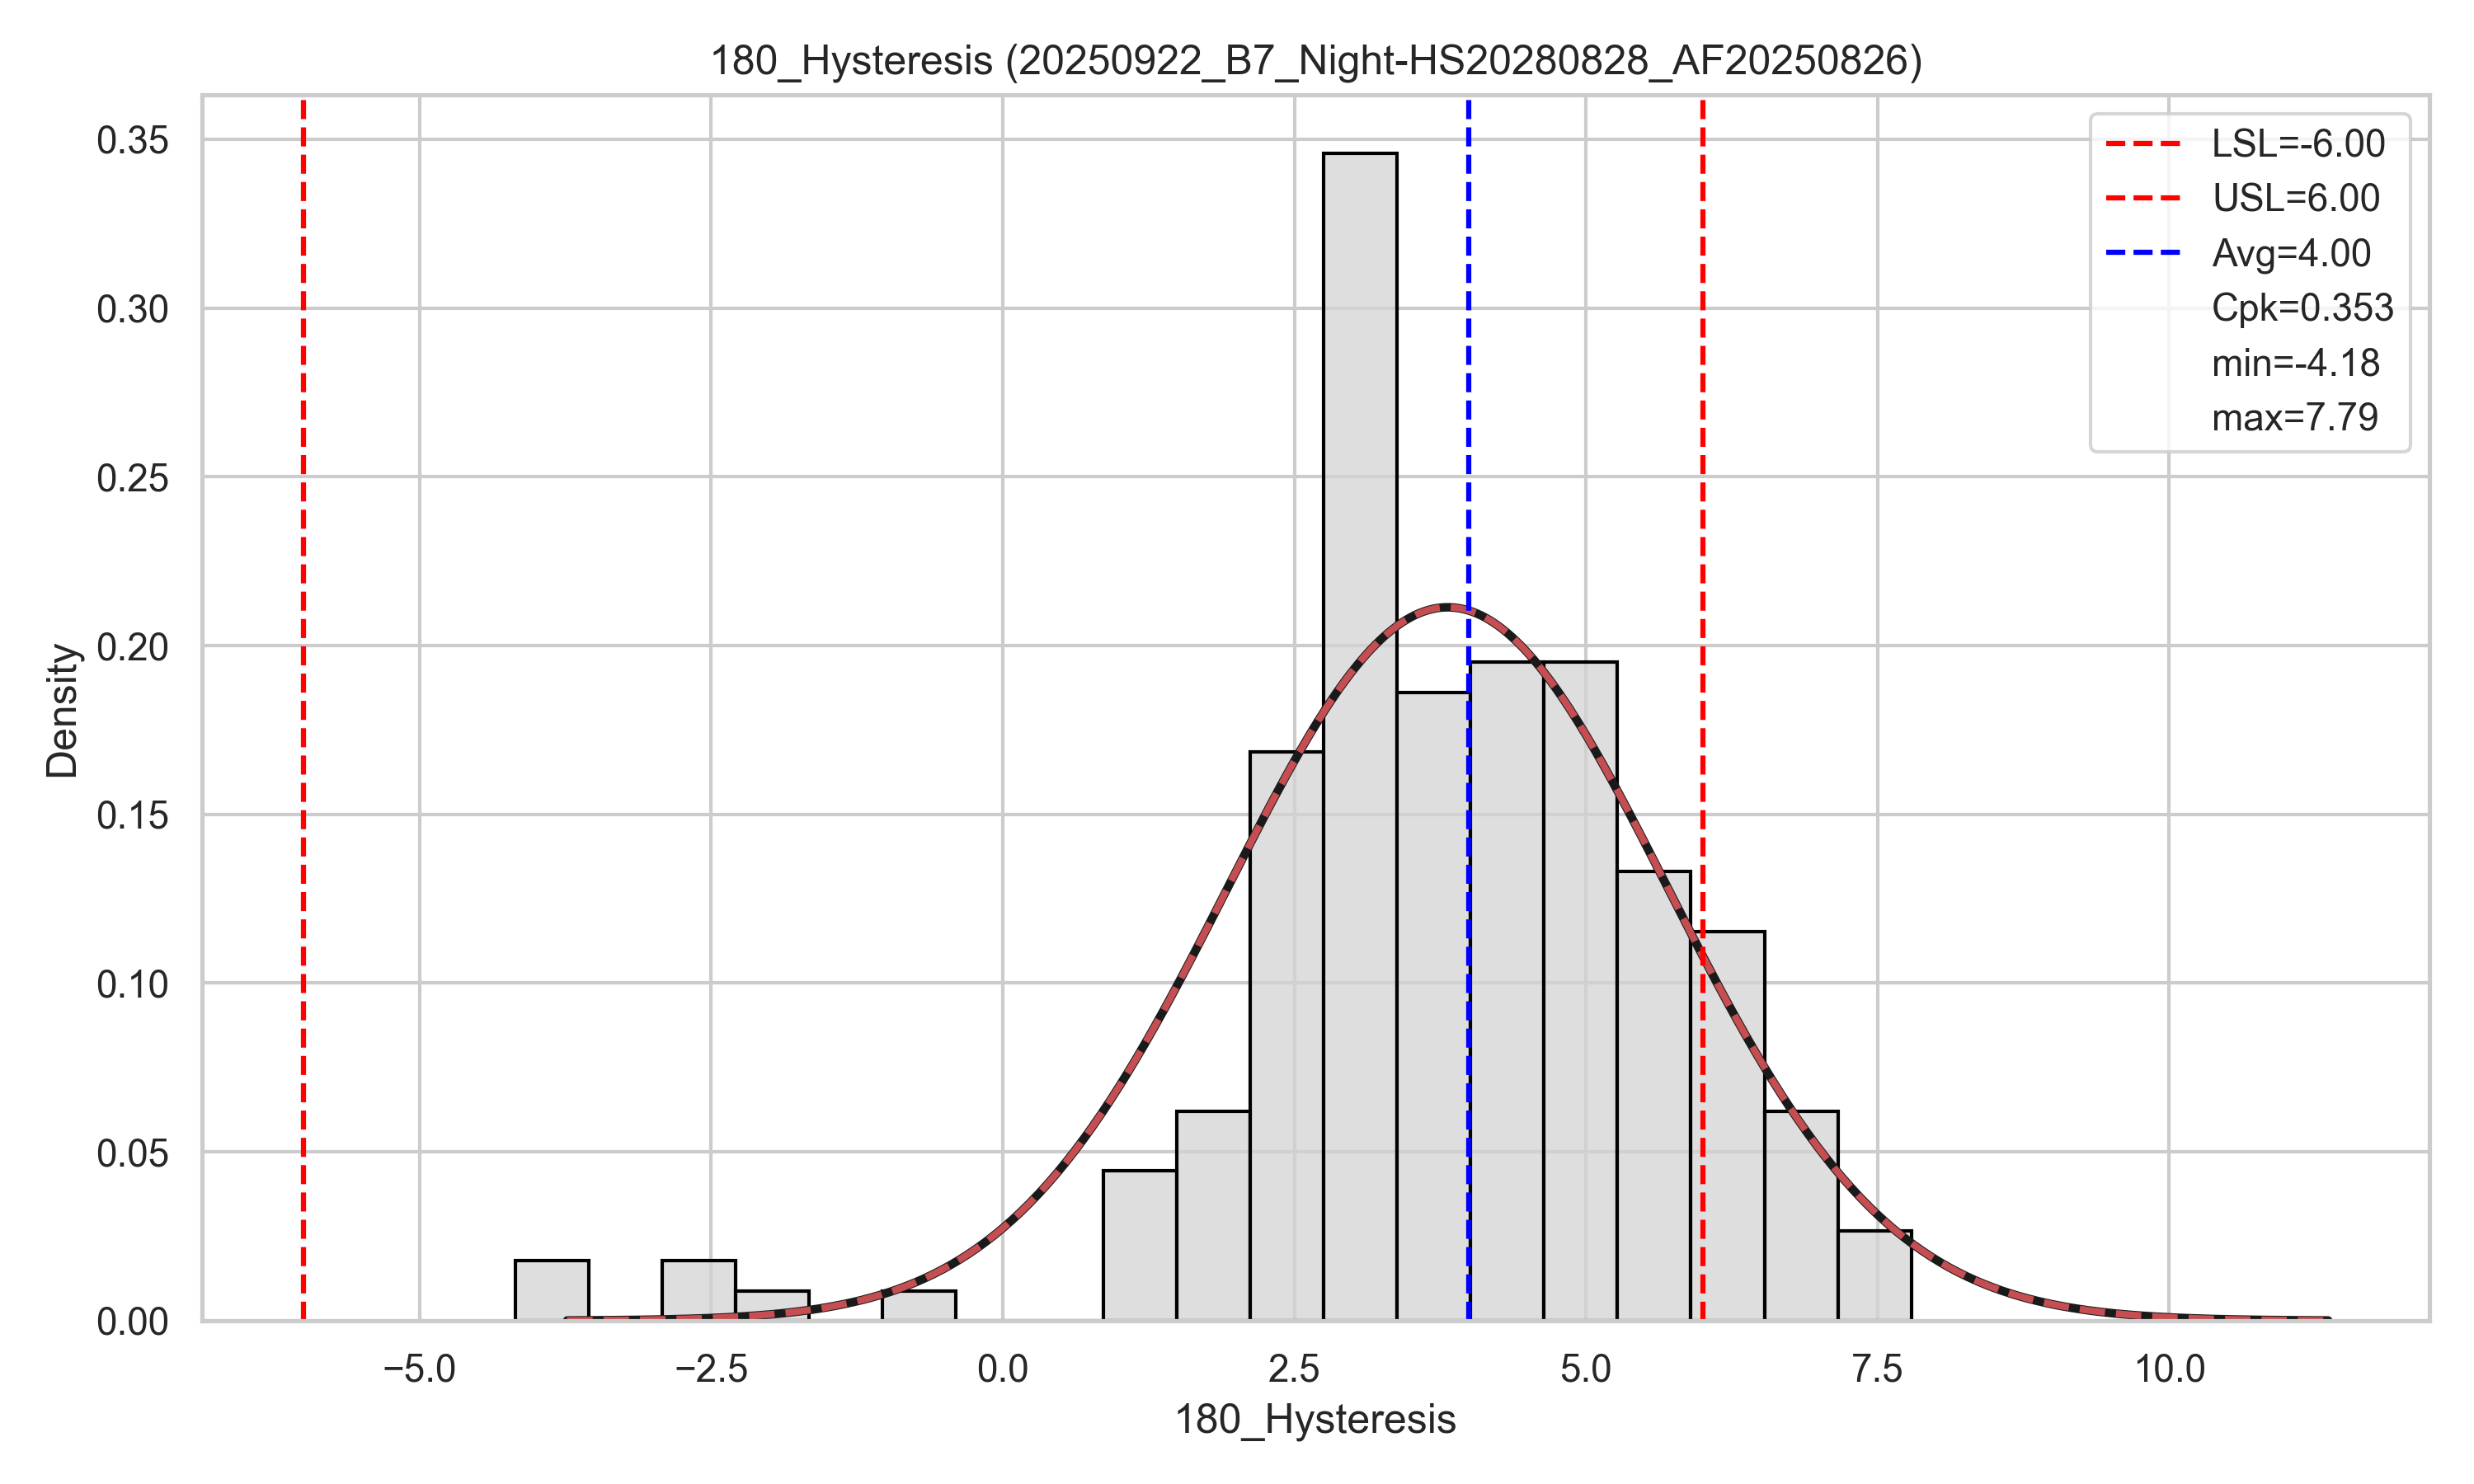 180_Hysteresis (20250922_B7_Night-HS20280828_AF20250826)
LSL=-6.00
USL=6.00
Avg=4.00
Cpk=0.353
min=-4.18
max=7.79
0.35
0.30
0.25
0.20
0.15
0.10
0.05
0.00
Density
−5.0 −2.5 0.0 2.5 5.0 7.5 10.0
180_Hysteresis